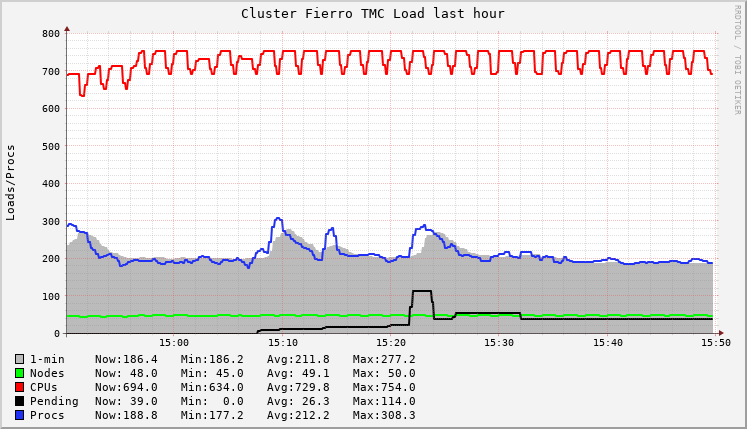 Cluster Fierro TMC Load last hour
RRDTOOL / TOBI OETIKER
Loads/Procs
800
700
600
500
400
300
200
100
0
15:00 15:10 15:20 15:30 15:40 15:50
1-min Now:186.4 Min:186.2 Avg:211.8 Max:277.2
Nodes Now: 48.0 Min: 45.0 Avg: 49.1 Max: 50.0
CPUs Now:694.0 Min:634.0 Avg:729.8 Max:754.0
Pending Now: 39.0 Min: 0.0 Avg: 26.3 Max:114.0
Procs Now:188.8 Min:177.2 Avg:212.2 Max:308.3